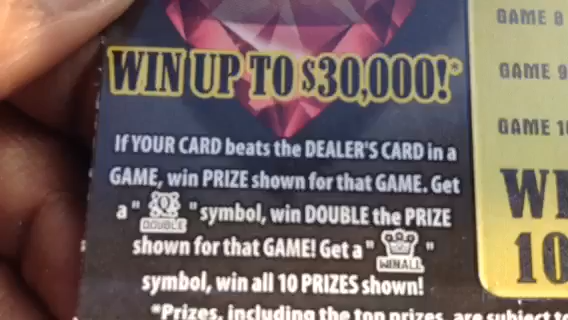 WIN UP TO $30,000!*
If YOUR CARD beats the DEALER'S CARD in a
GAME, win PRIZE shown for that GAME. Get
a " DOUBLE " symbol, win DOUBLE the PRIZE
shown for that GAME! Get a " WINALL "
symbol, win all 10 PRIZES shown!
*Prizes, including the top prizes, are subject to
GAME 8
GAME 9
GAME 10
10